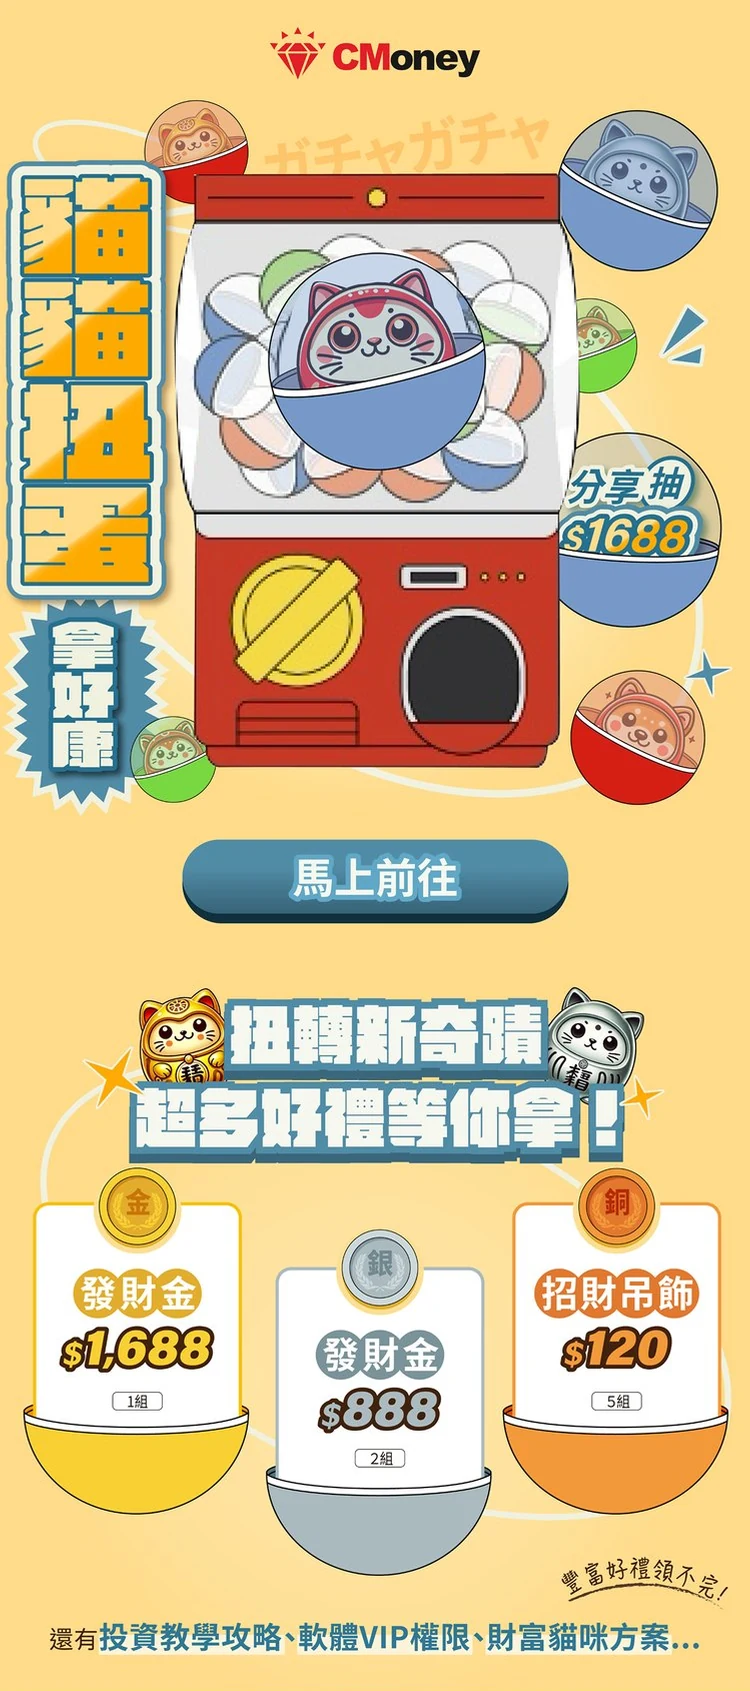 CMoney
ガチャガチャ
貓貓扭蛋
拿好康
分享抽
$1688
馬上前往
扭轉新奇蹟
超多好禮等你拿！
金
發財金
$1,688
1組
銀
發財金
$888
2組
銅
招財吊飾
$120
5組
豐富好禮領不完！
還有投資教學攻略、軟體VIP權限、財富貓咪方案...